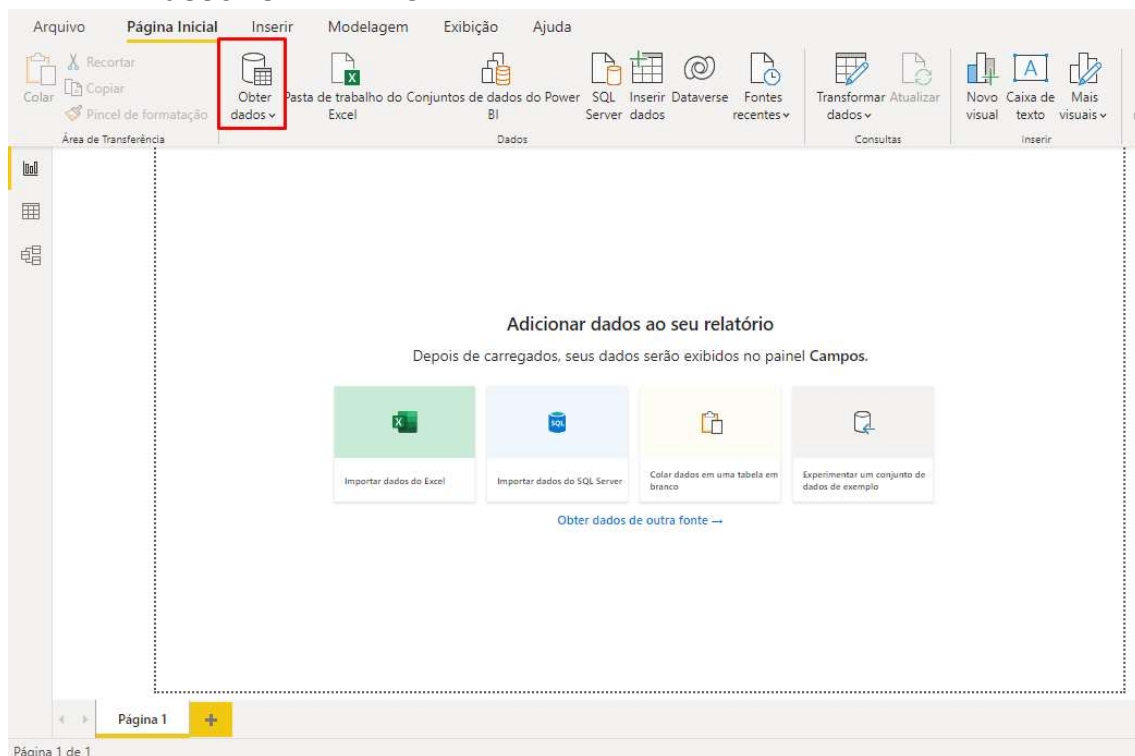 Arquivo Página Inicial Inserir Modelagem Exibição Ajuda
Colar
Recortar
Copiar
Pincel de formatação
Obter
dados
Pasta de trabalho do
Excel
Conjuntos de dados do Power
BI
SQL
Server
Inserir
dados
Dataverse
Fontes
recentes
Transformar
dados
Atualizar
Novo
visual
Caixa de
texto
Mais
visuais
Área de Transferência
Dados
Consultas
Inserir
Adicionar dados ao seu relatório
Depois de carregados, seus dados serão exibidos no painel Campos.
Importar dados do Excel
Importar dados do SQL Server
Colar dados em uma tabela em
branco
Experimentar um conjunto de
dados de exemplo
Obter dados de outra fonte →
Página 1
Página 1 de 1